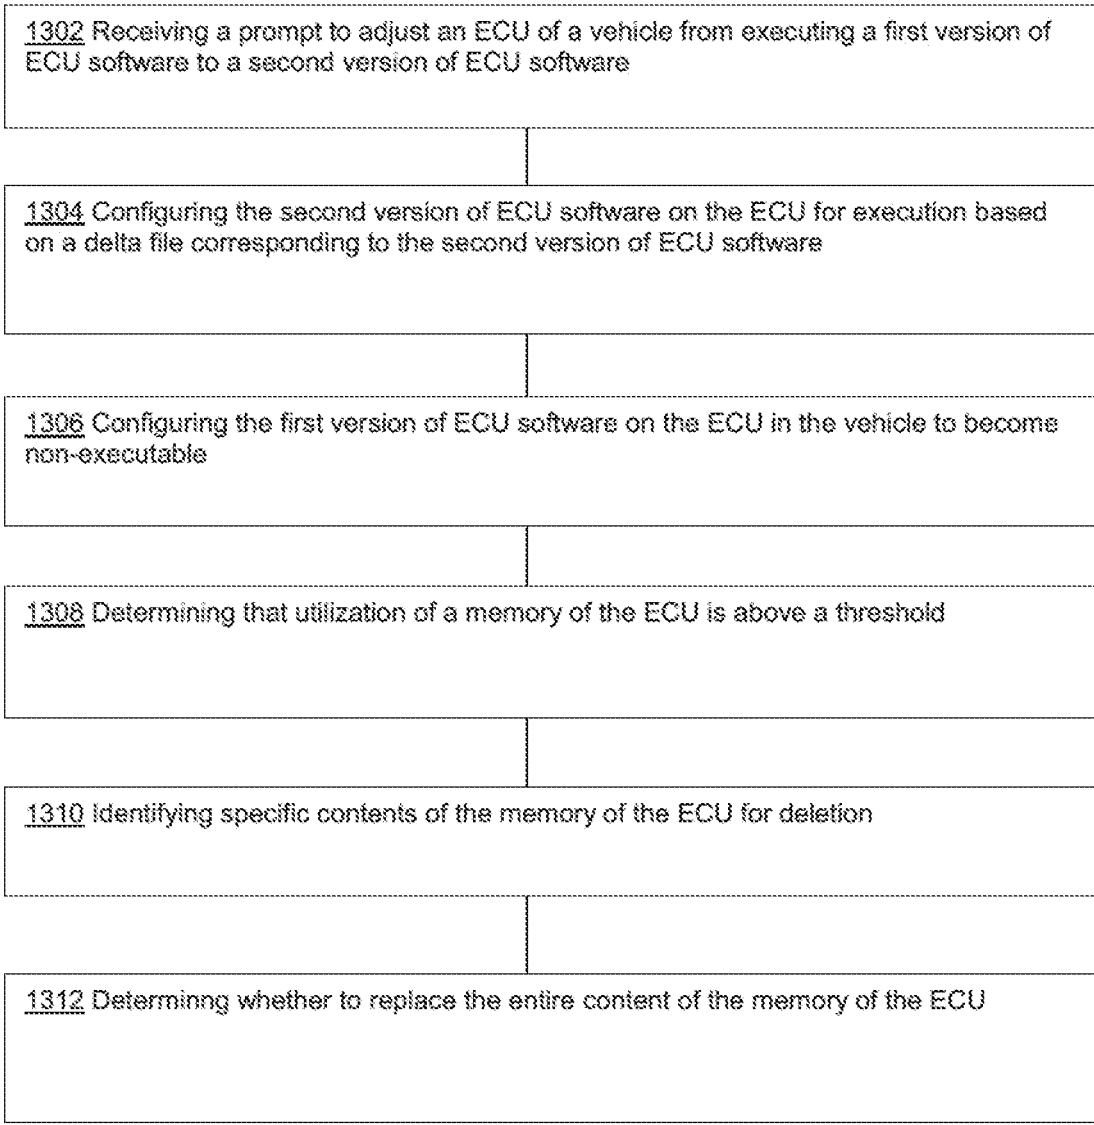 1302 Receiving a prompt to adjust an ECU of a vehicle from executing a first version of
ECU software to a second version of ECU software
1304 Configuring the second version of ECU software on the ECU for execution based
on a delta file corresponding to the second version of ECU software
1306 Configuring the first version of ECU software on the ECU in the vehicle to become
non-executable
1308 Determining that utilization of a memory of the ECU is above a threshold
1310 Identifying specific contents of the memory of the ECU for deletion
1312 Determinng whether to replace the entire content of the memory of the ECU